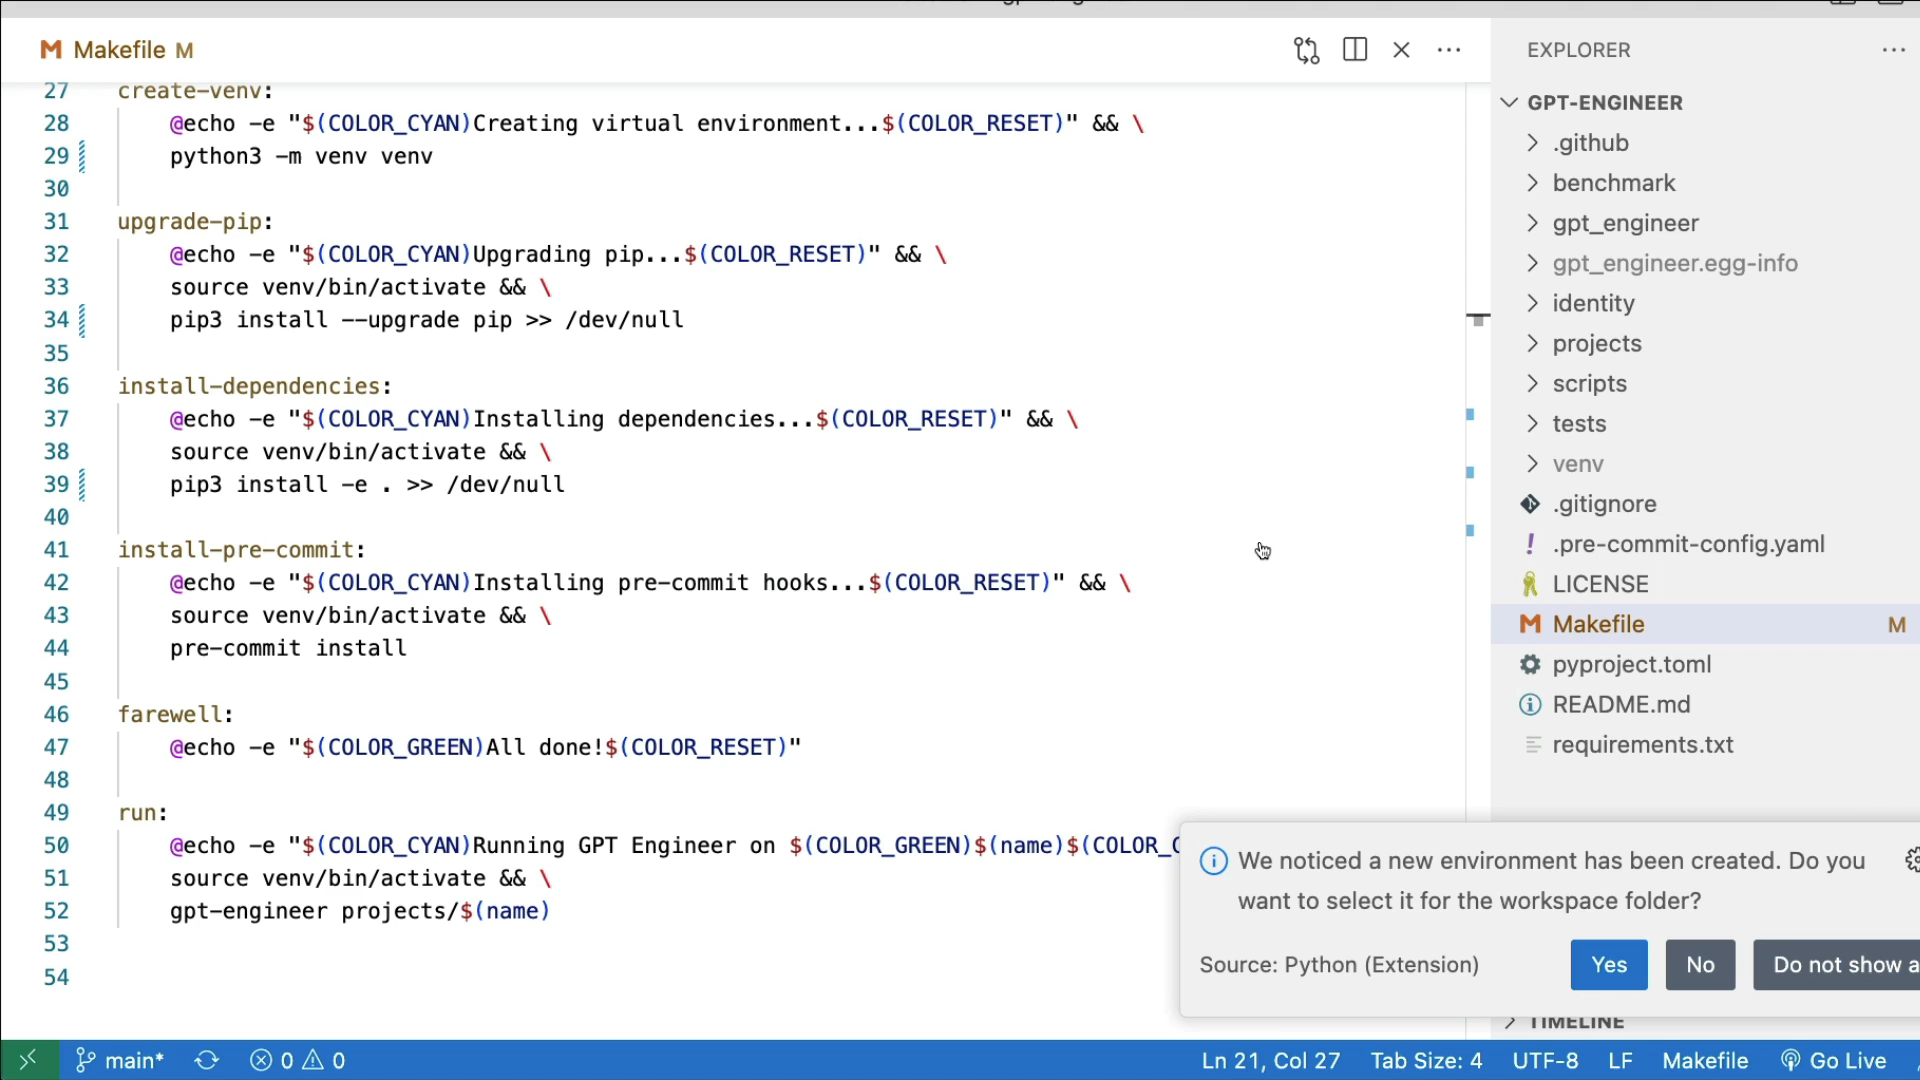 M Makefile M
27 create-venv:
28 @echo -e "$(COLOR_CYAN)Creating virtual environment...$(COLOR_RESET)" && \
29 python3 -m venv venv
30
31 upgrade-pip:
32 @echo -e "$(COLOR_CYAN)Upgrading pip...$(COLOR_RESET)" && \
33 source venv/bin/activate && \
34 pip3 install --upgrade pip >> /dev/null
35
36 install-dependencies:
37 @echo -e "$(COLOR_CYAN)Installing dependencies...$(COLOR_RESET)" && \
38 source venv/bin/activate && \
39 pip3 install -e . >> /dev/null
40
41 install-pre-commit:
42 @echo -e "$(COLOR_CYAN)Installing pre-commit hooks...$(COLOR_RESET)" && \
43 source venv/bin/activate && \
44 pre-commit install
45
46 farewell:
47 @echo -e "$(COLOR_GREEN)All done!$(COLOR_RESET)"
48
49 run:
50 @echo -e "$(COLOR_CYAN)Running GPT Engineer on $(COLOR_GREEN)$(name)$(COLOR_C
51 source venv/bin/activate && \
52 gpt-engineer projects/$(name)
53
54
EXPLORER
GPT-ENGINEER
.github
benchmark
gpt_engineer
gpt_engineer.egg-info
identity
projects
scripts
tests
venv
.gitignore
! .pre-commit-config.yaml
LICENSE
M Makefile M
pyproject.toml
README.md
requirements.txt
We noticed a new environment has been created. Do you
want to select it for the workspace folder?
Source: Python (Extension) Yes No Do not show a
TIMELINE
main* 0 0 Ln 21, Col 27 Tab Size: 4 UTF-8 LF Makefile Go Live